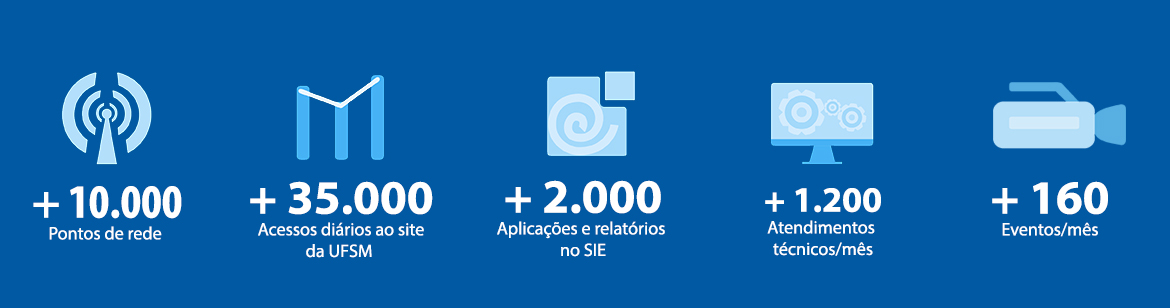 + 10.000
Pontos de rede
+ 35.000
Acessos diários ao site
da UFSM
+ 2.000
Aplicações e relatórios
no SIE
+ 1.200
Atendimentos
técnicos/mês
+ 160
Eventos/mês